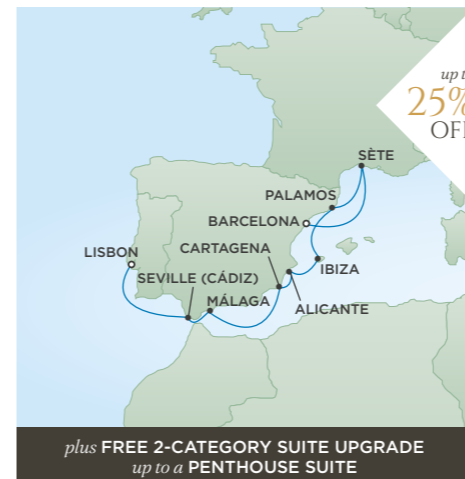 up t
25%
OFF
SÈTE
PALAMOS
BARCELONA
LISBON
CARTAGENA
SEVILLE (CÁDIZ)
IBIZA
MÁLAGA
ALICANTE
plus FREE 2-CATEGORY SUITE UPGRADE
up to a PENTHOUSE SUITE